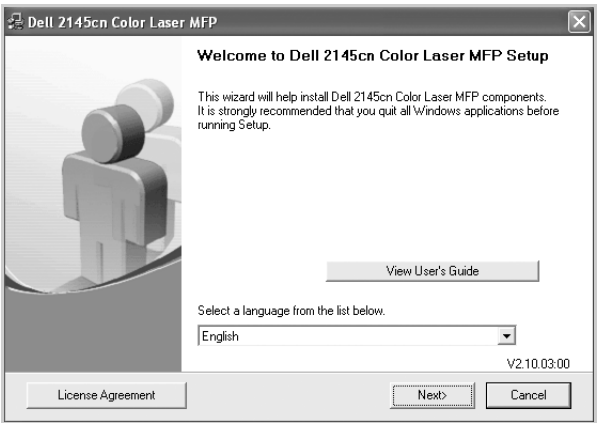 Dell 2145cn Color Laser MFP
Welcome to Dell 2145cn Color Laser MFP Setup
This wizard will help install Dell 2145cn Color Laser MFP components.
It is strongly recommended that you quit all Windows applications before
running Setup.
View User's Guide
Select a language from the list below.
English
V2.10.03:00
License Agreement
Next>
Cancel